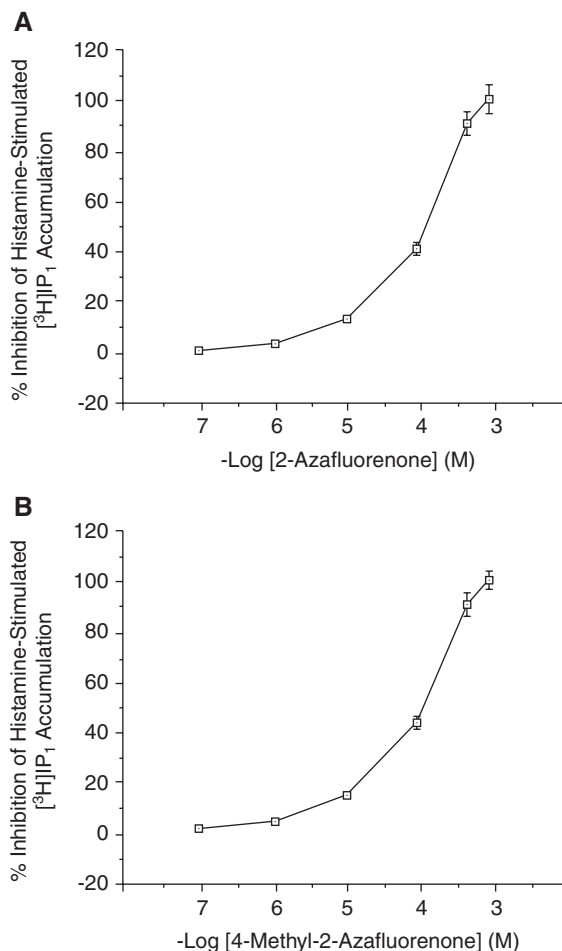 A
% Inhibition of Histamine-Stimulated
[³H]IP₁ Accumulation
120
100
80
60
40
20
0
-20
7 6 5 4 3
-Log [2-Azafluorenone] (M)
B
% Inhibition of Histamine-Stimulated
[³H]IP₁ Accumulation
120
100
80
60
40
20
0
-20
7 6 5 4 3
-Log [4-Methyl-2-Azafluorenone] (M)